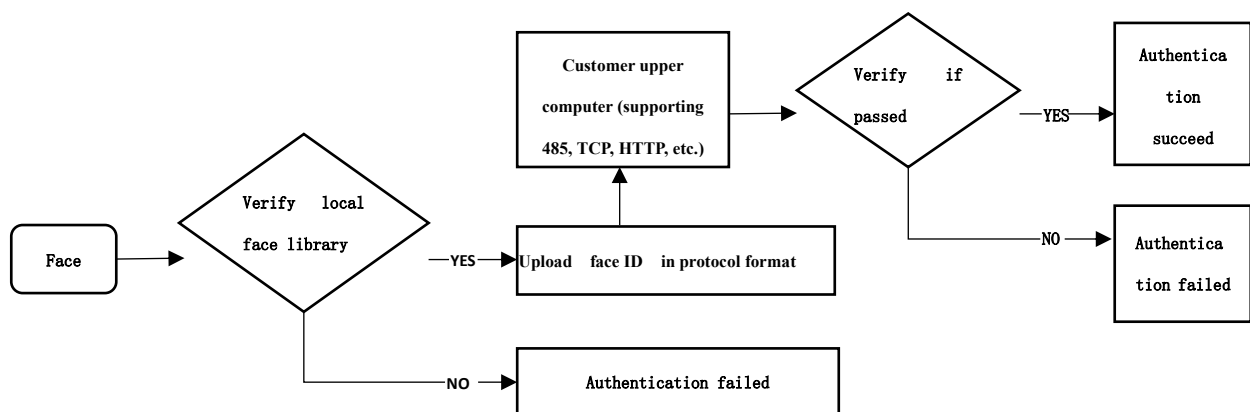 Face
Verify local
face library
YES
Upload face ID in protocol format
Customer upper
computer (supporting
485, TCP, HTTP, etc.)
Verify if
passed
YES
Authentica
tion
succeed
NO
Authentica
tion failed
NO
Authentication failed